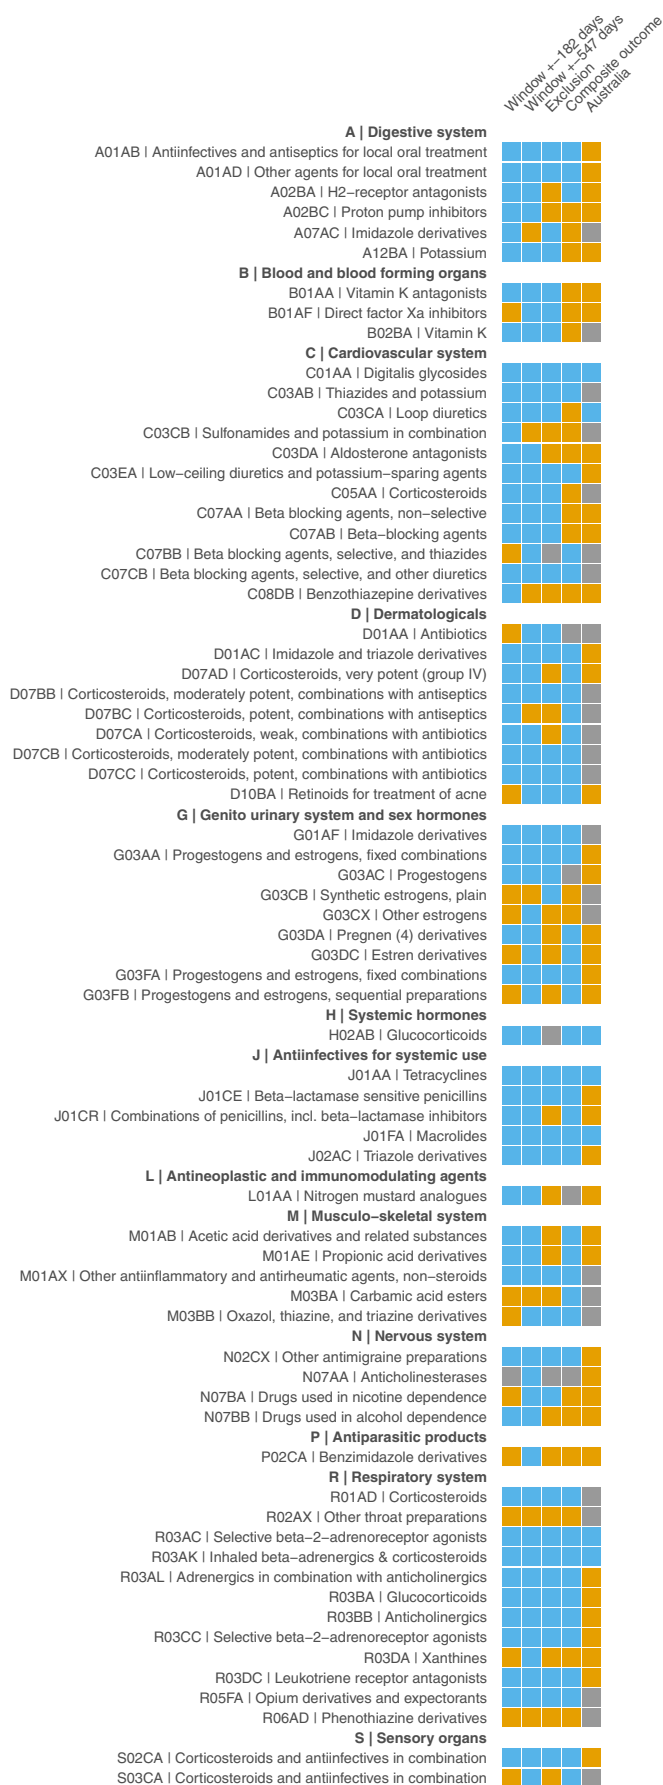 Window +−182 days
Window +−547 days
Exclusion
Composite outcome
Australia
A | Digestive system
A01AB | Antiinfectives and antiseptics for local oral treatment
A01AD | Other agents for local oral treatment
A02BA | H2−receptor antagonists
A02BC | Proton pump inhibitors
A07AC | Imidazole derivatives
A12BA | Potassium
B | Blood and blood forming organs
B01AA | Vitamin K antagonists
B01AF | Direct factor Xa inhibitors
B02BA | Vitamin K
C | Cardiovascular system
C01AA | Digitalis glycosides
C03AB | Thiazides and potassium
C03CA | Loop diuretics
C03CB | Sulfonamides and potassium in combination
C03DA | Aldosterone antagonists
C03EA | Low−ceiling diuretics and potassium−sparing agents
C05AA | Corticosteroids
C07AA | Beta blocking agents, non−selective
C07AB | Beta−blocking agents
C07BB | Beta blocking agents, selective, and thiazides
C07CB | Beta blocking agents, selective, and other diuretics
C08DB | Benzothiazepine derivatives
D | Dermatologicals
D01AA | Antibiotics
D01AC | Imidazole and triazole derivatives
D07AD | Corticosteroids, very potent (group IV)
D07BB | Corticosteroids, moderately potent, combinations with antiseptics
D07BC | Corticosteroids, potent, combinations with antiseptics
D07CA | Corticosteroids, weak, combinations with antibiotics
D07CB | Corticosteroids, moderately potent, combinations with antibiotics
D07CC | Corticosteroids, potent, combinations with antibiotics
D10BA | Retinoids for treatment of acne
G | Genito urinary system and sex hormones
G01AF | Imidazole derivatives
G03AA | Progestogens and estrogens, fixed combinations
G03AC | Progestogens
G03CB | Synthetic estrogens, plain
G03CX | Other estrogens
G03DA | Pregnen (4) derivatives
G03DC | Estren derivatives
G03FA | Progestogens and estrogens, fixed combinations
G03FB | Progestogens and estrogens, sequential preparations
H | Systemic hormones
H02AB | Glucocorticoids
J | Antiinfectives for systemic use
J01AA | Tetracyclines
J01CE | Beta−lactamase sensitive penicillins
J01CR | Combinations of penicillins, incl. beta−lactamase inhibitors
J01FA | Macrolides
J02AC | Triazole derivatives
L | Antineoplastic and immunomodulating agents
L01AA | Nitrogen mustard analogues
M | Musculo−skeletal system
M01AB | Acetic acid derivatives and related substances
M01AE | Propionic acid derivatives
M01AX | Other antiinflammatory and antirheumatic agents, non−steroids
M03BA | Carbamic acid esters
M03BB | Oxazol, thiazine, and triazine derivatives
N | Nervous system
N02CX | Other antimigraine preparations
N07AA | Anticholinesterases
N07BA | Drugs used in nicotine dependence
N07BB | Drugs used in alcohol dependence
P | Antiparasitic products
P02CA | Benzimidazole derivatives
R | Respiratory system
R01AD | Corticosteroids
R02AX | Other throat preparations
R03AC | Selective beta−2−adrenoreceptor agonists
R03AK | Inhaled beta−adrenergics & corticosteroids
R03AL | Adrenergics in combination with anticholinergics
R03BA | Glucocorticoids
R03BB | Anticholinergics
R03CC | Selective beta−2−adrenoreceptor agonists
R03DA | Xanthines
R03DC | Leukotriene receptor antagonists
R05FA | Opium derivatives and expectorants
R06AD | Phenothiazine derivatives
S | Sensory organs
S02CA | Corticosteroids and antiinfectives in combination
S03CA | Corticosteroids and antiinfectives in combination